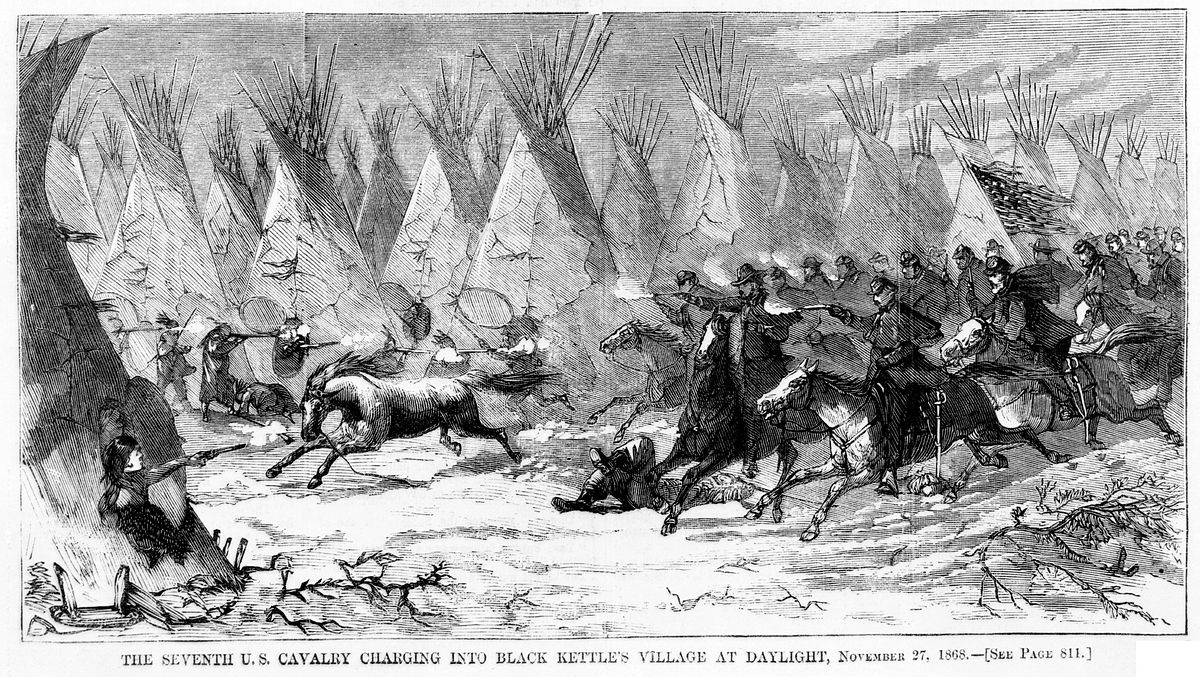 THE SEVENTH U. S. CAVALRY CHARGING INTO BLACK KETTLE'S VILLAGE AT DAYLIGHT, NOVEMBER 27, 1868.—[SEE PAGE 811.]